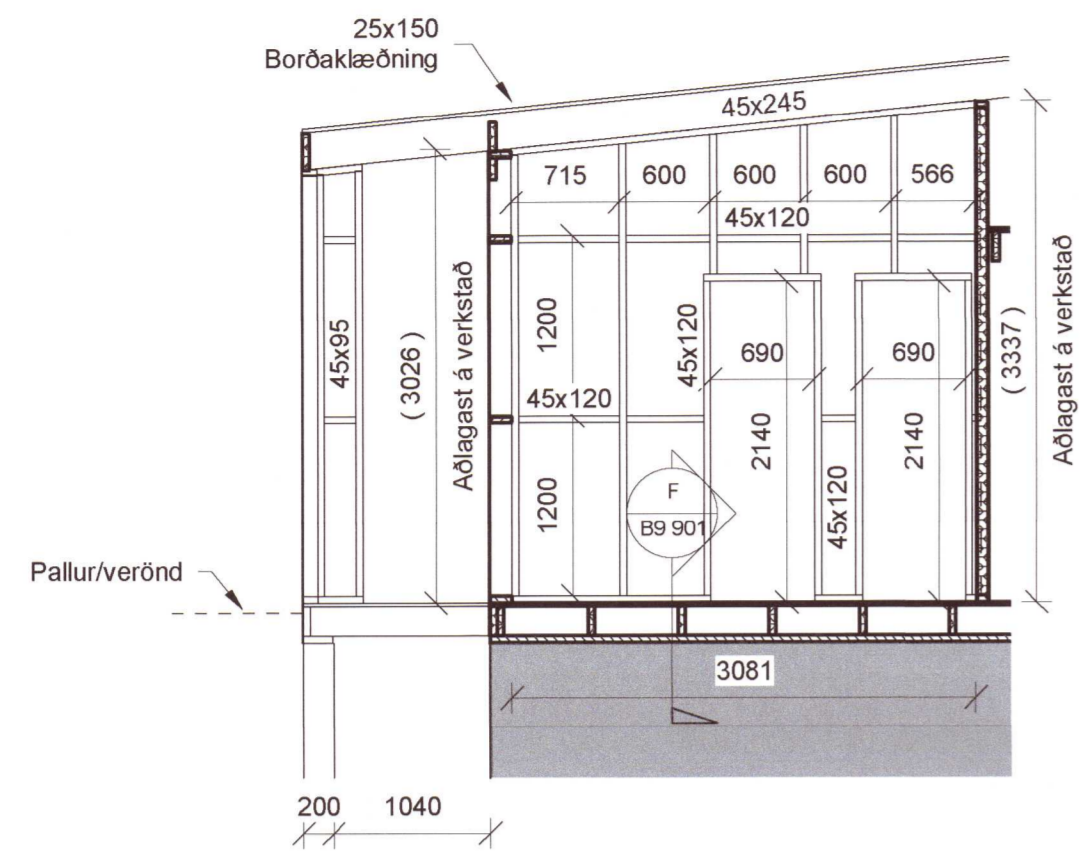 25x150
Borðaklæðning
45x245
715 600 600 600 566
45x120
45x95
( 3026 )
Aðlagast á verkstað
1200
45x120
690
690
( 3337 )
Aðlagast á verkstað
45x120
2140
2140
1200
F
B9 901
45x120
Pallur/verönd
3081
200 1040